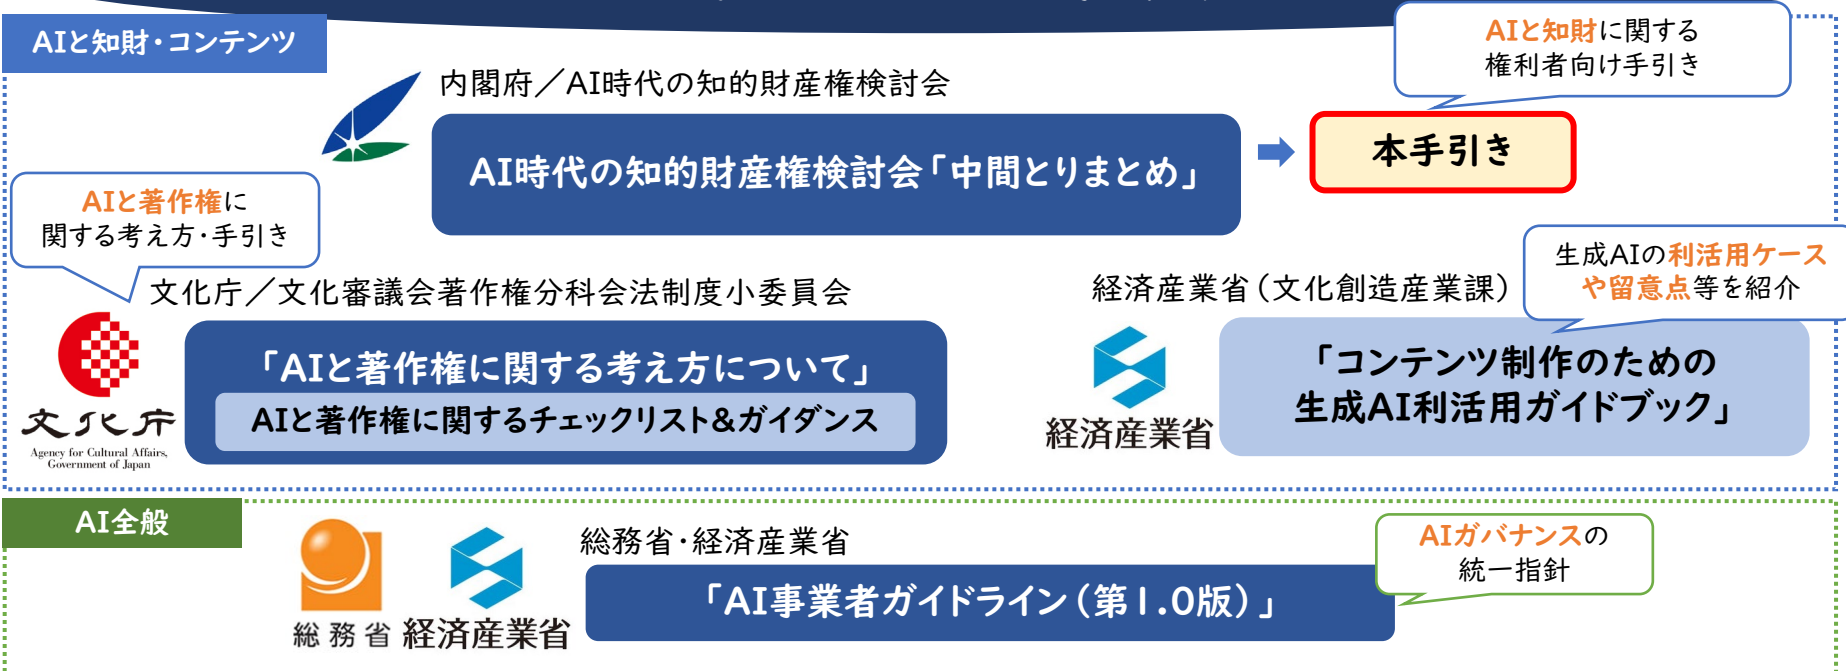 AIと知財・コンテンツ
AIと知財に関する
権利者向け手引き
内閣府／AI時代の知的財産権検討会
AI時代の知的財産権検討会「中間とりまとめ」
本手引き
AIと著作権に
関する考え方・手引き
文化庁／文化審議会著作権分科会法制度小委員会
「AIと著作権に関する考え方について」
AIと著作権に関するチェックリスト&ガイダンス
文化庁
Agency for Cultural Affairs,
Government of Japan
生成AIの利活用ケース
や留意点等を紹介
経済産業省（文化創造産業課）
「コンテンツ制作のための
生成AI利活用ガイドブック」
経済産業省
AI全般
総務省・経済産業省
AIガバナンスの
統一指針
「AI事業者ガイドライン（第1.0版）」
総務省
経済産業省